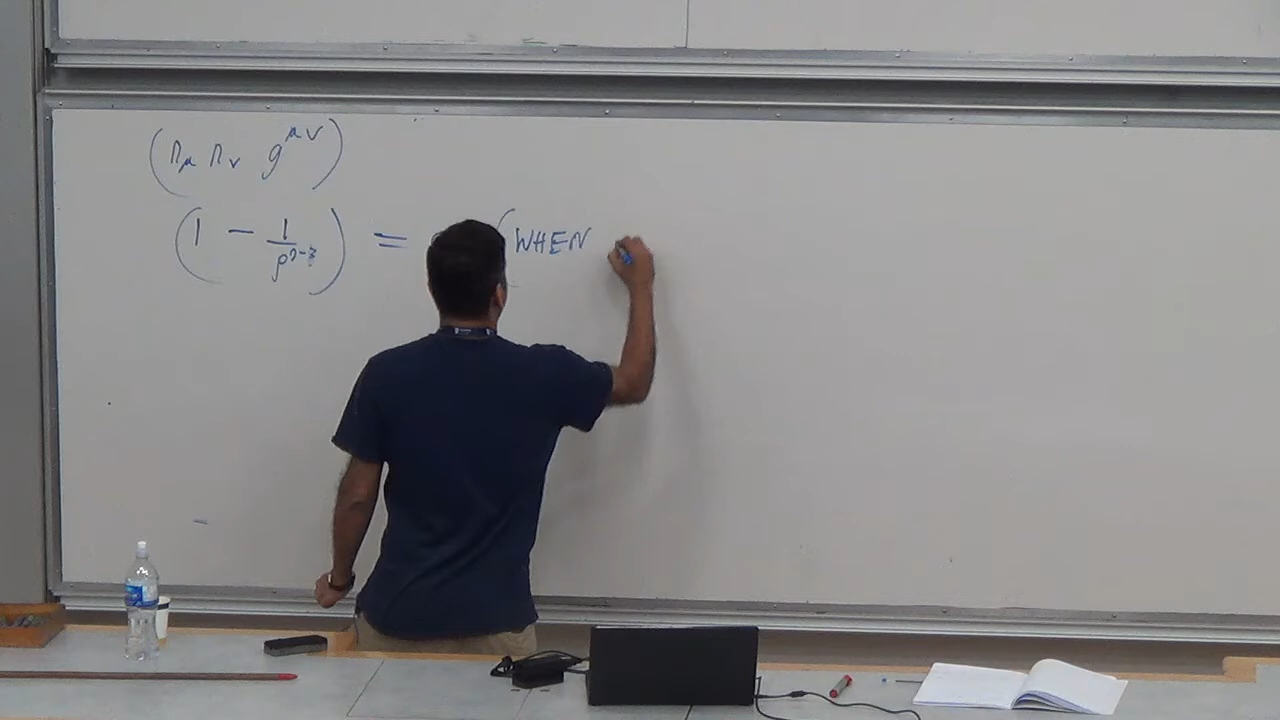 (n_μ n_ν g^{μν})
(1 - 1/ρ^{n-3}) = (WHEN